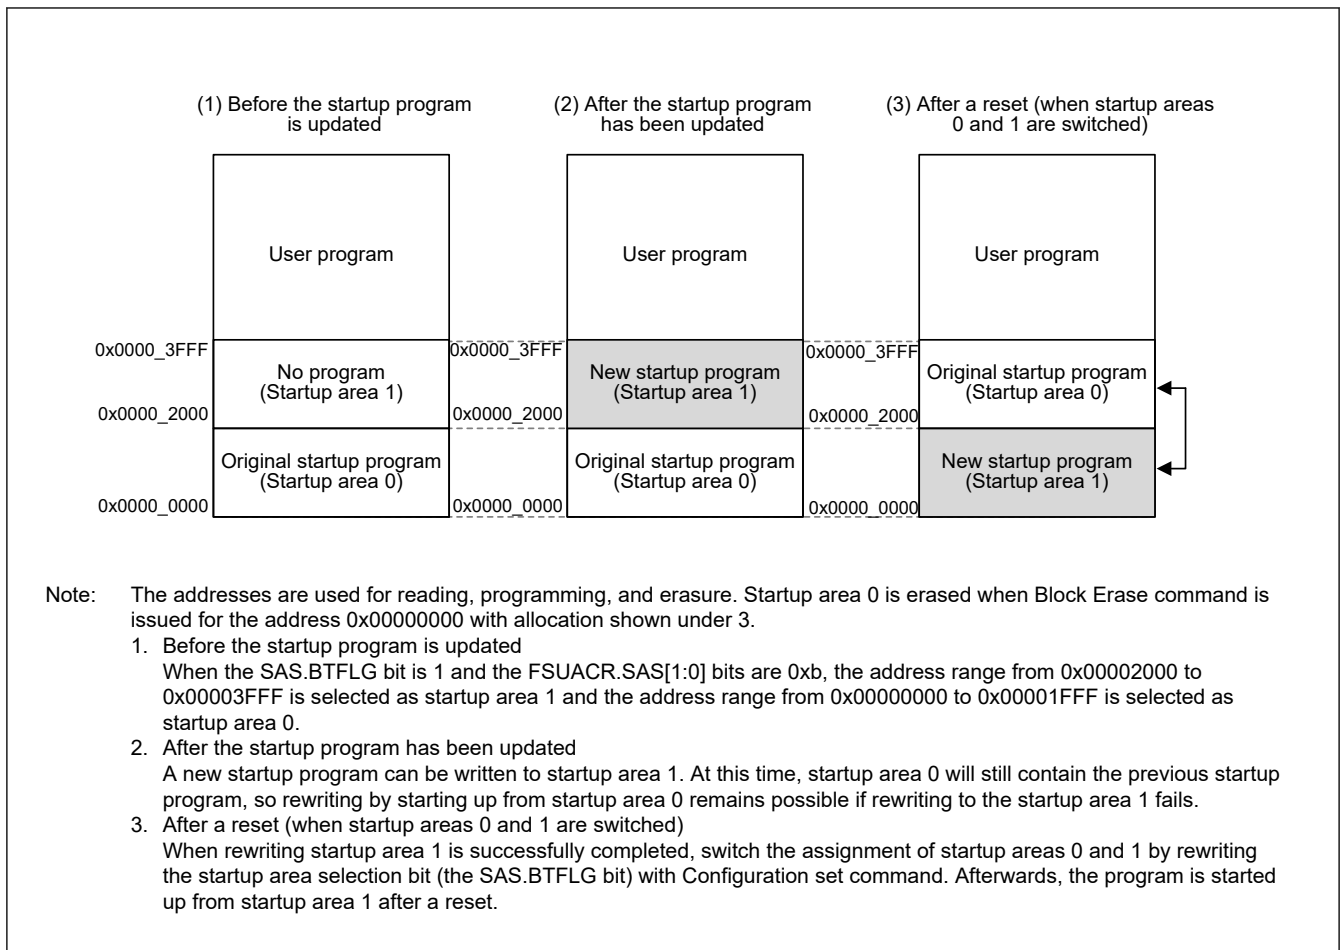 (1) Before the startup program
is updated
(2) After the startup program
has been updated
(3) After a reset (when startup areas
0 and 1 are switched)
User program
User program
User program
0x0000_3FFF
0x0000_3FFF
0x0000_3FFF
No program
(Startup area 1)
New startup program
(Startup area 1)
Original startup program
(Startup area 0)
0x0000_2000
0x0000_2000
0x0000_2000
Original startup program
(Startup area 0)
Original startup program
(Startup area 0)
New startup program
(Startup area 1)
0x0000_0000
0x0000_0000
0x0000_0000
Note: The addresses are used for reading, programming, and erasure. Startup area 0 is erased when Block Erase command is
issued for the address 0x00000000 with allocation shown under 3.
1. Before the startup program is updated
When the SAS.BTFLG bit is 1 and the FSUACR.SAS[1:0] bits are 0xb, the address range from 0x00002000 to
0x00003FFF is selected as startup area 1 and the address range from 0x00000000 to 0x00001FFF is selected as
startup area 0.
2. After the startup program has been updated
A new startup program can be written to startup area 1. At this time, startup area 0 will still contain the previous startup
program, so rewriting by starting up from startup area 0 remains possible if rewriting to the startup area 1 fails.
3. After a reset (when startup areas 0 and 1 are switched)
When rewriting startup area 1 is successfully completed, switch the assignment of startup areas 0 and 1 by rewriting
the startup area selection bit (the SAS.BTFLG bit) with Configuration set command. Afterwards, the program is started
up from startup area 1 after a reset.